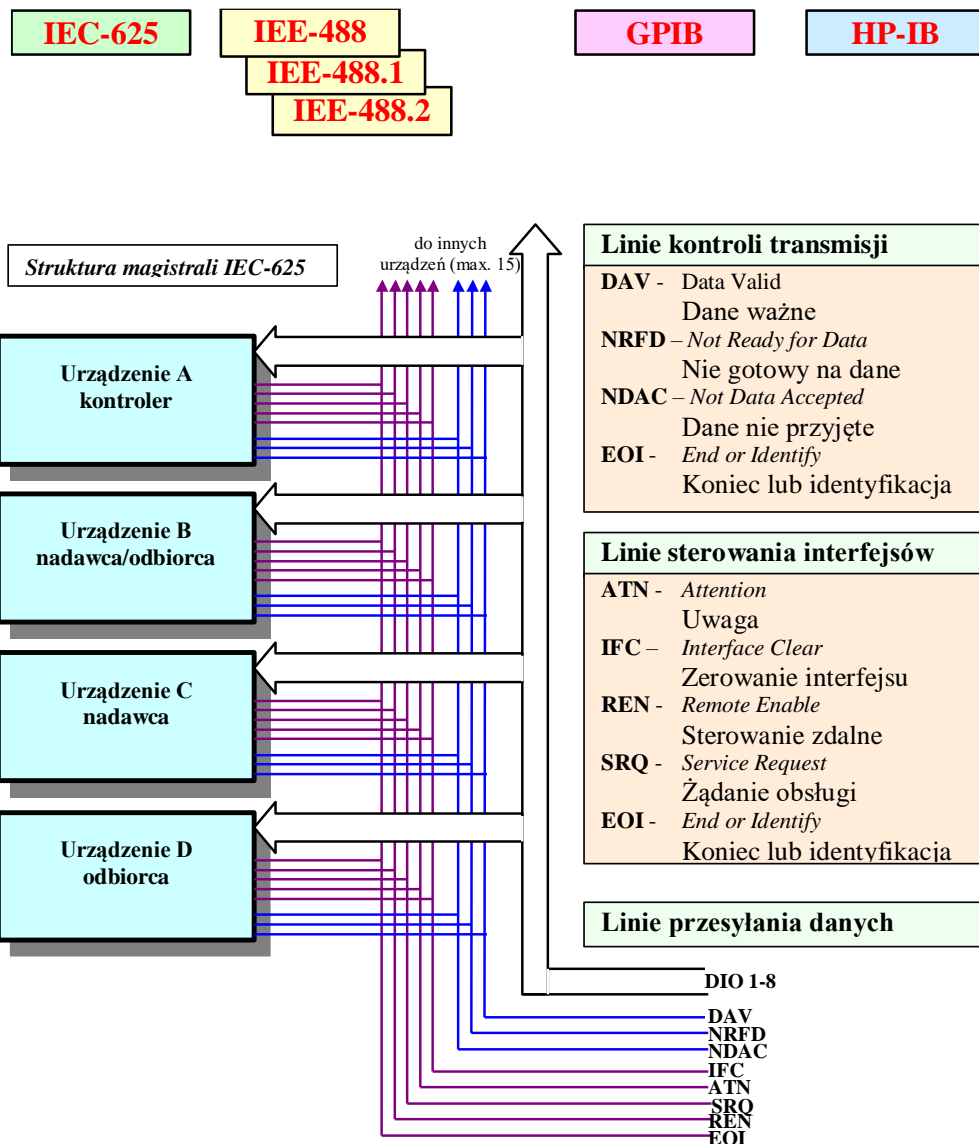 IEC-625
IEE-488
IEE-488.1
IEE-488.2
GPIB
HP-IB
Struktura magistrali IEC-625
do innych
urządzeń (max. 15)
Urządzenie A
kontroler
Urządzenie B
nadawca/odbiorca
Urządzenie C
nadawca
Urządzenie D
odbiorca
Linie kontroli transmisji
DAV - Data Valid
Dane ważne
NRFD – Not Ready for Data
Nie gotowy na dane
NDAC – Not Data Accepted
Dane nie przyjęte
EOI - End or Identify
Koniec lub identyfikacja
Linie sterowania interfejsów
ATN - Attention
Uwaga
IFC – Interface Clear
Zerowanie interfejsu
REN - Remote Enable
Sterowanie zdalne
SRQ - Service Request
Żądanie obsługi
EOI - End or Identify
Koniec lub identyfikacja
Linie przesyłania danych
DIO 1-8
DAV
NRFD
NDAC
IFC
ATN
SRQ
REN
EOI